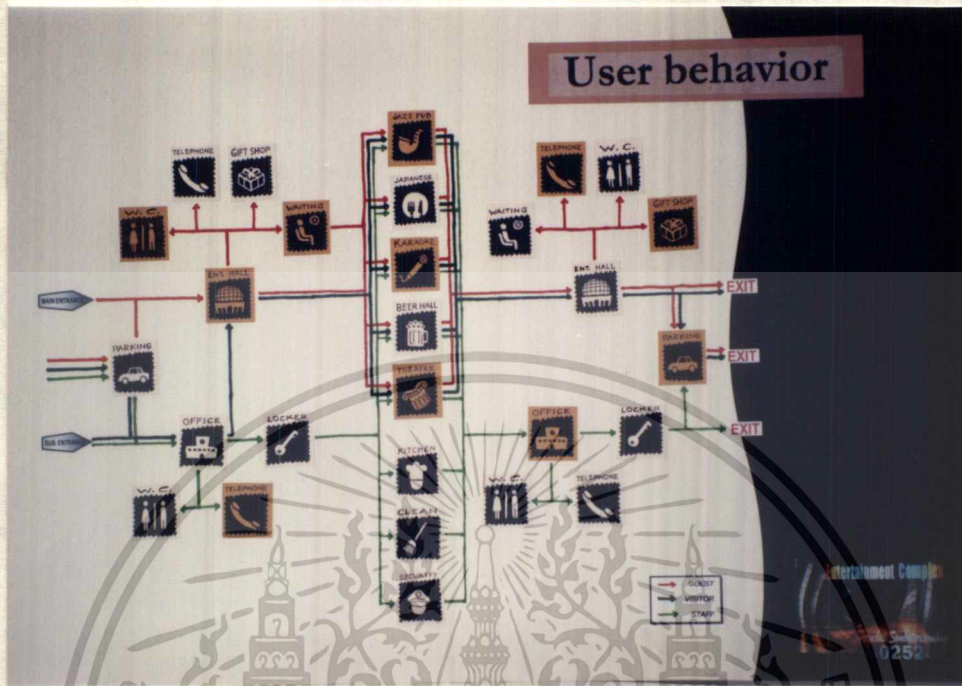 User behavior
JAZZ PUB
TELEPHONE
GIFT SHOP
JAPANESE
TELEPHONE
W.C.
W.C.
WAITING
KARAOKE
WAITING
GIFT SHOP
ENT. HALL
ENT. HALL
MAIN ENTRANCE
EXIT
BEER HALL
PARKING
PARKING
EXIT
THEATRE
OFFICE
LOCKER
OFFICE
LOCKER
SUB. ENTRANCE
EXIT
KITCHEN
W.C.
TELEPHONE
W.C.
TELEPHONE
CLEAN
SECURITY
GUEST
VISITOR
STAFF
Entertainment Complex